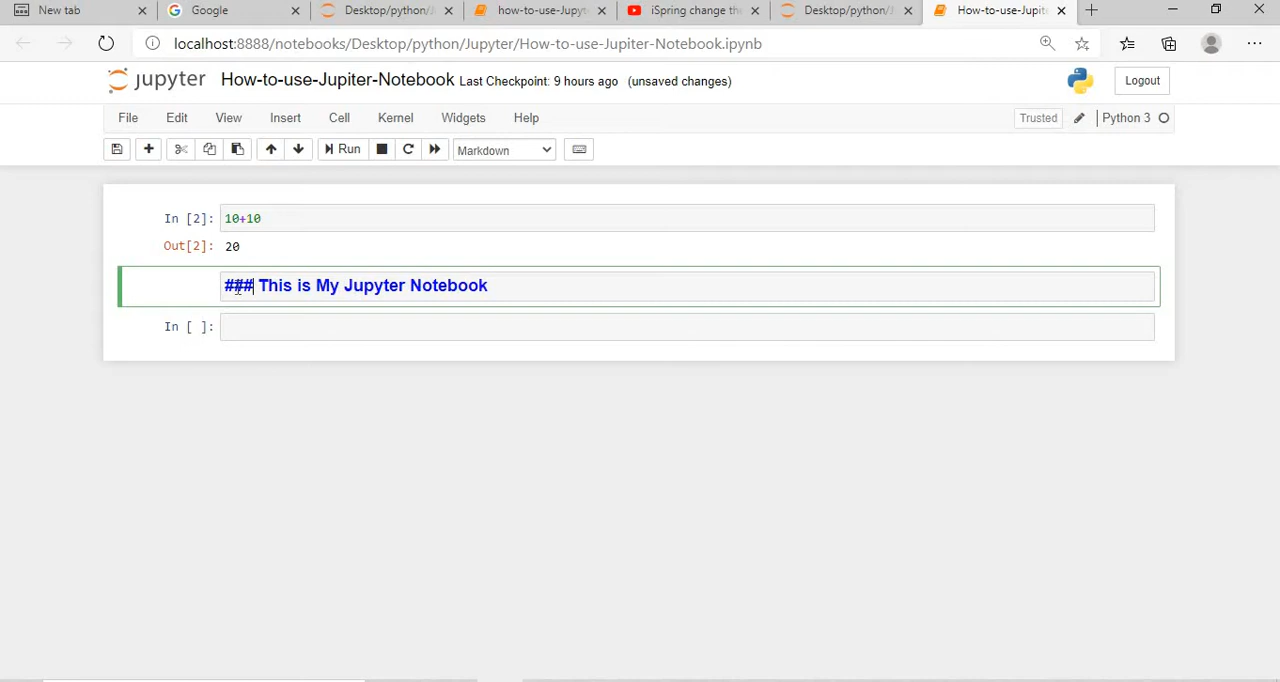 New tab
Google
Desktop/python/J
how-to-use-Jupyt
iSpring change the
Desktop/python/J
How-to-use-Jupit
localhost:8888/notebooks/Desktop/python/Jupyter/How-to-use-Jupiter-Notebook.ipynb
jupyter How-to-use-Jupiter-Notebook Last Checkpoint: 9 hours ago (unsaved changes)
Logout
File Edit View Insert Cell Kernel Widgets Help
Trusted Python 3
Run Markdown
In [2]: 10+10
Out[2]: 20
### This is My Jupyter Notebook
In [ ]: